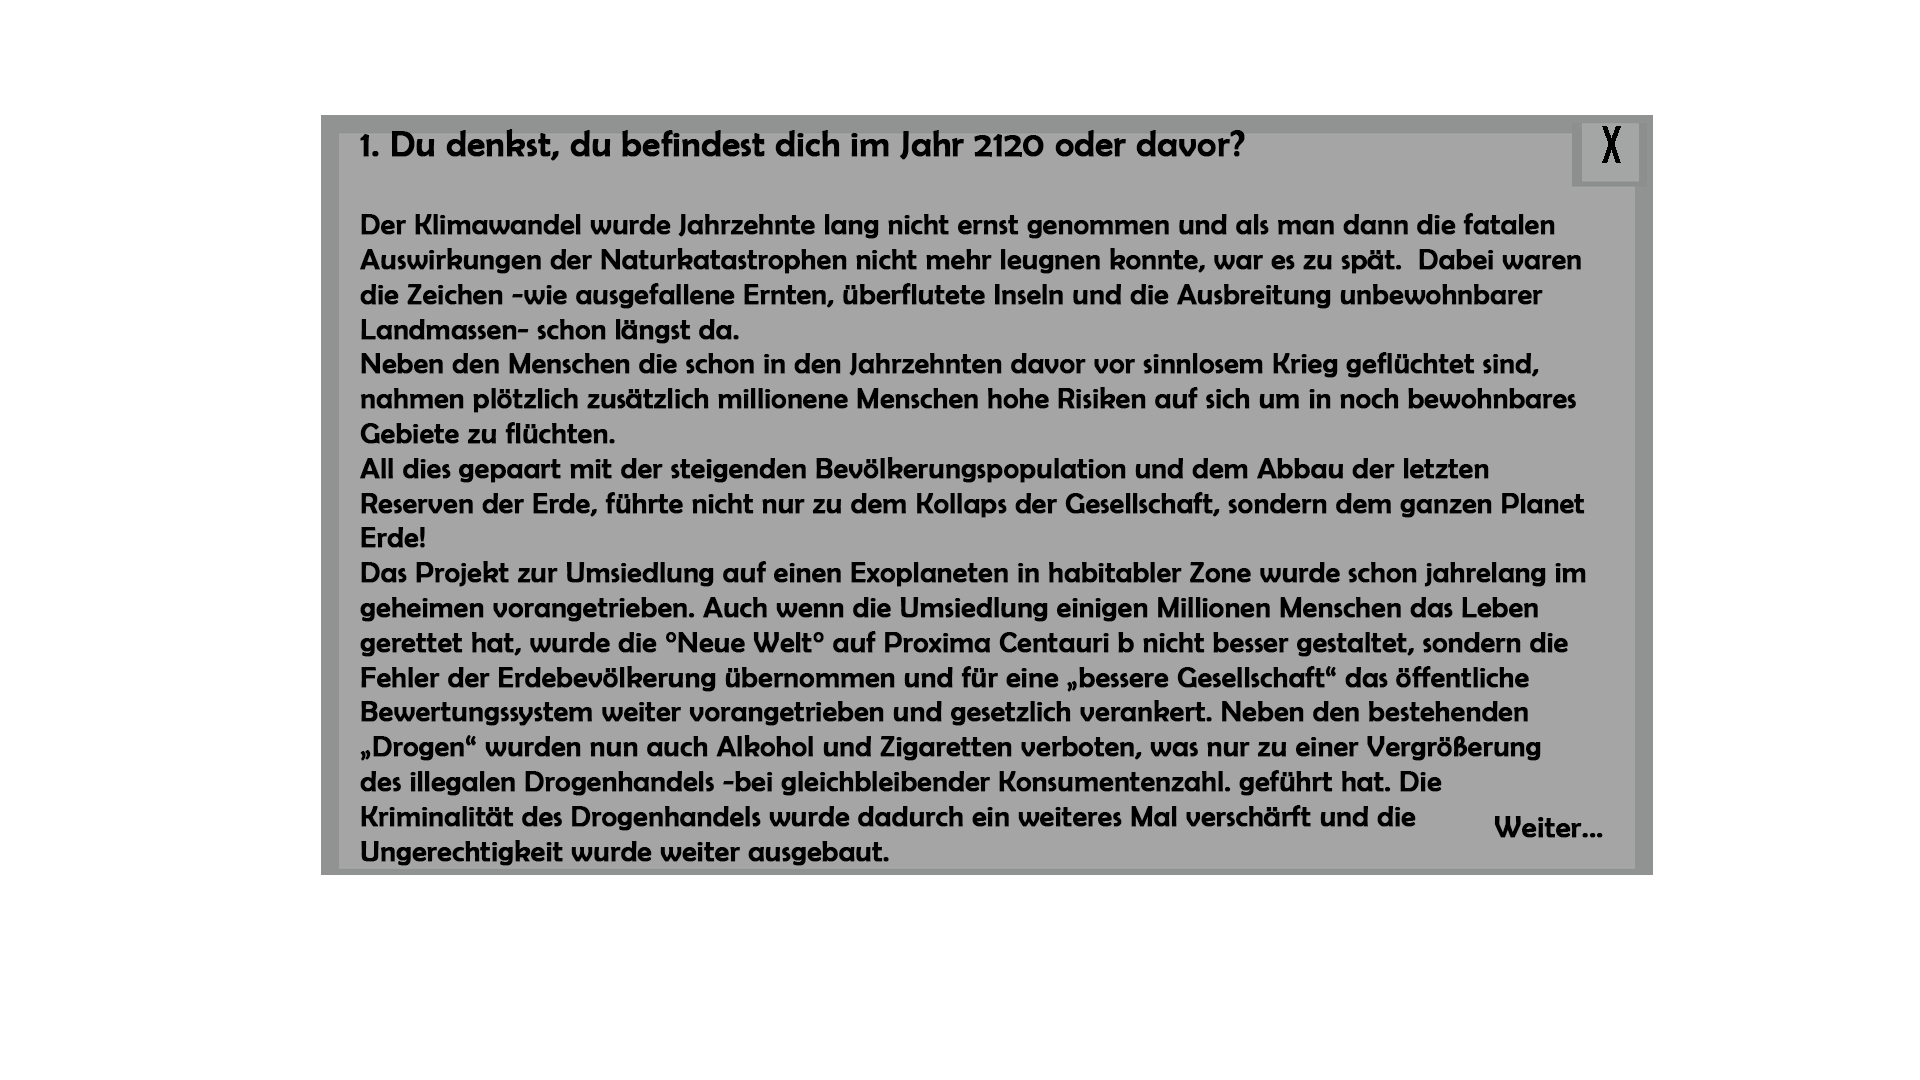 1. Du denkst, du befindest dich im Jahr 2120 oder davor?
X
Der Klimawandel wurde Jahrzehnte lang nicht ernst genommen und als man dann die fatalen
Auswirkungen der Naturkatastrophen nicht mehr leugnen konnte, war es zu spät.  Dabei waren
die Zeichen -wie ausgefallene Ernten, überflutete Inseln und die Ausbreitung unbewohnbarer
Landmassen- schon längst da.
Neben den Menschen die schon in den Jahrzehnten davor vor sinnlosem Krieg geflüchtet sind,
nahmen plötzlich zusätzlich millionene Menschen hohe Risiken auf sich um in noch bewohnbares
Gebiete zu flüchten.
All dies gepaart mit der steigenden Bevölkerungspopulation und dem Abbau der letzten
Reserven der Erde, führte nicht nur zu dem Kollaps der Gesellschaft, sondern dem ganzen Planet
Erde!
Das Projekt zur Umsiedlung auf einen Exoplaneten in habitabler Zone wurde schon jahrelang im
geheimen vorangetrieben. Auch wenn die Umsiedlung einigen Millionen Menschen das Leben
gerettet hat, wurde die °Neue Welt° auf Proxima Centauri b nicht besser gestaltet, sondern die
Fehler der Erdebevölkerung übernommen und für eine „bessere Gesellschaft“ das öffentliche
Bewertungssystem weiter vorangetrieben und gesetzlich verankert. Neben den bestehenden
„Drogen“ wurden nun auch Alkohol und Zigaretten verboten, was nur zu einer Vergrößerung
des illegalen Drogenhandels -bei gleichbleibender Konsumentenzahl. geführt hat. Die
Kriminalität des Drogenhandels wurde dadurch ein weiteres Mal verschärft und die
Ungerechtigkeit wurde weiter ausgebaut.
Weiter...